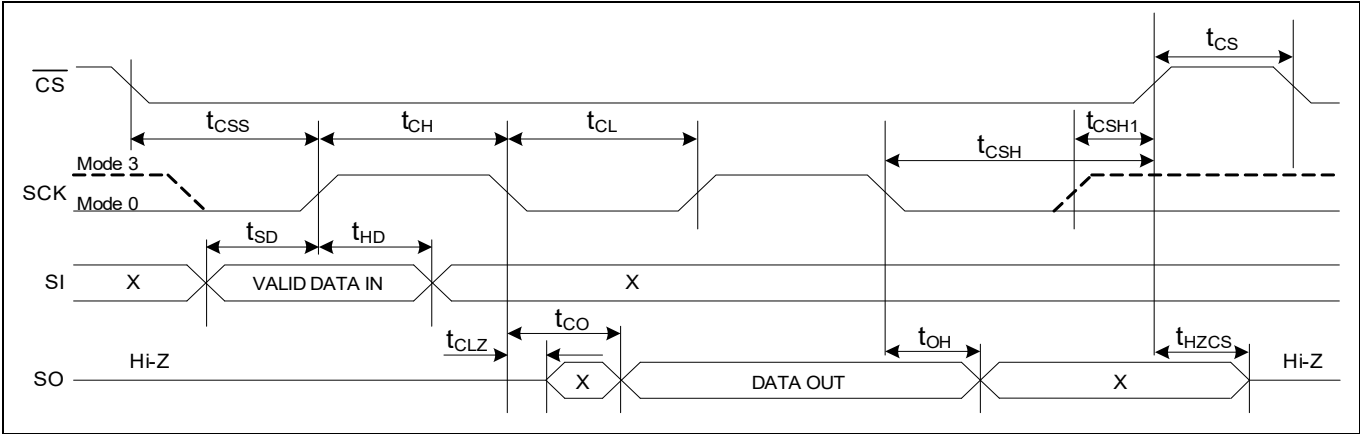 tCS
CS
tCSS
tCH
tCL
tCSH1
tCSH
Mode 3
SCK
Mode 0
tSD
tHD
SI
X
VALID DATA IN
X
tCO
tCLZ
tOH
tHZCS
Hi-Z
Hi-Z
SO
X
DATA OUT
X